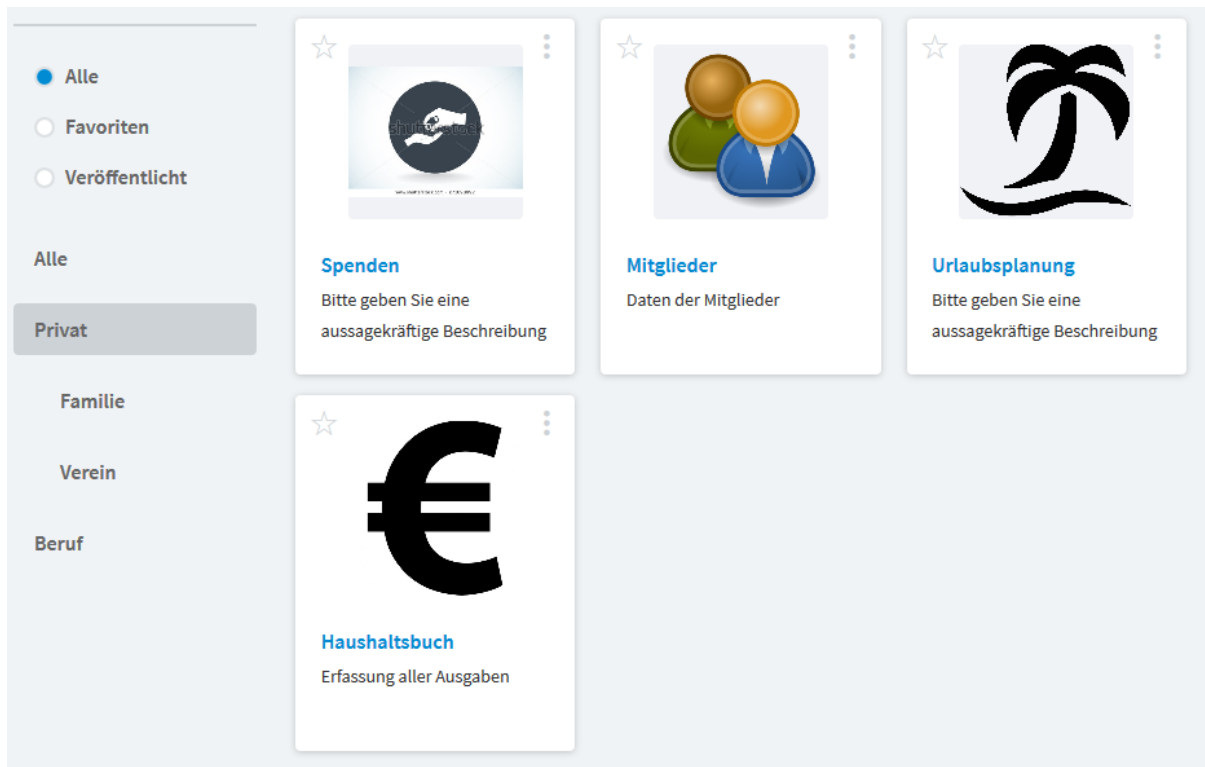 Alle
Favoriten
Veröffentlicht
Alle
Privat
Familie
Verein
Beruf
shutterstock
Spenden
Bitte geben Sie eine
aussagekräftige Beschreibung
Mitglieder
Daten der Mitglieder
Urlaubsplanung
Bitte geben Sie eine
aussagekräftige Beschreibung
€
Haushaltsbuch
Erfassung aller Ausgaben